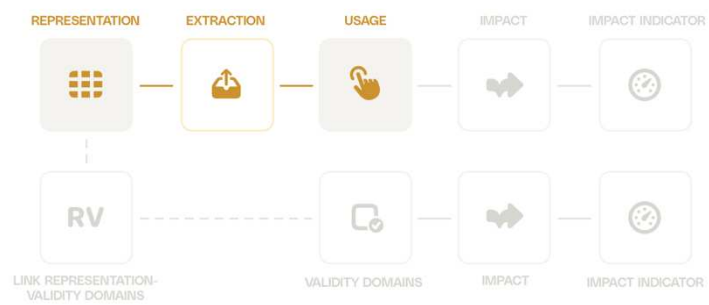 REPRESENTATION EXTRACTION USAGE IMPACT IMPACT INDICATOR
RV
LINK REPRESENTATION-
VALIDITY DOMAINS
VALIDITY DOMAINS
IMPACT
IMPACT INDICATOR